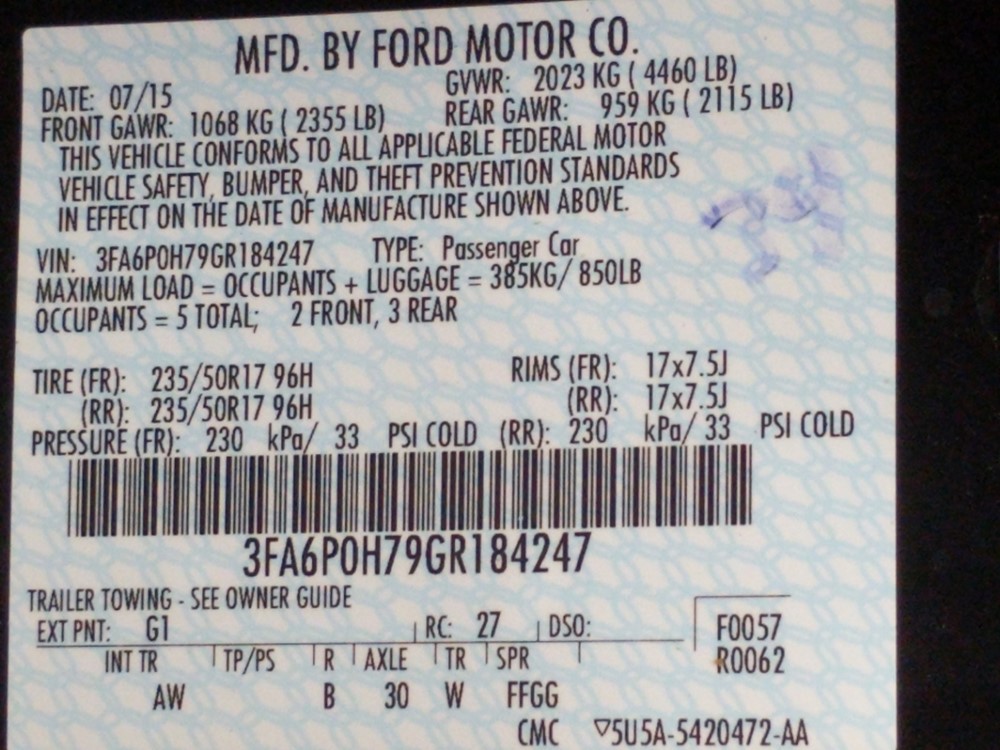 MFD. BY FORD MOTOR CO.
DATE: 07/15 GVWR: 2023 KG ( 4460 LB)
FRONT GAWR: 1068 KG ( 2355 LB) REAR GAWR: 959 KG ( 2115 LB)
THIS VEHICLE CONFORMS TO ALL APPLICABLE FEDERAL MOTOR
VEHICLE SAFETY, BUMPER, AND THEFT PREVENTION STANDARDS
IN EFFECT ON THE DATE OF MANUFACTURE SHOWN ABOVE.
VIN: 3FA6P0H79GR184247 TYPE: Passenger Car
MAXIMUM LOAD = OCCUPANTS + LUGGAGE = 385KG/ 850LB
OCCUPANTS = 5 TOTAL; 2 FRONT, 3 REAR
TIRE (FR): 235/50R17 96H RIMS (FR): 17x7.5J
(RR): 235/50R17 96H (RR): 17x7.5J
PRESSURE (FR): 230 kPa/ 33 PSI COLD (RR): 230 kPa/ 33 PSI COLD
3FA6P0H79GR184247
TRAILER TOWING - SEE OWNER GUIDE
EXT PNT: G1 RC: 27 DSO: F0057
INT TR TP/PS R AXLE TR SPR R0062
AW B 30 W FFGG
CMC ▽5U5A-5420472-AA